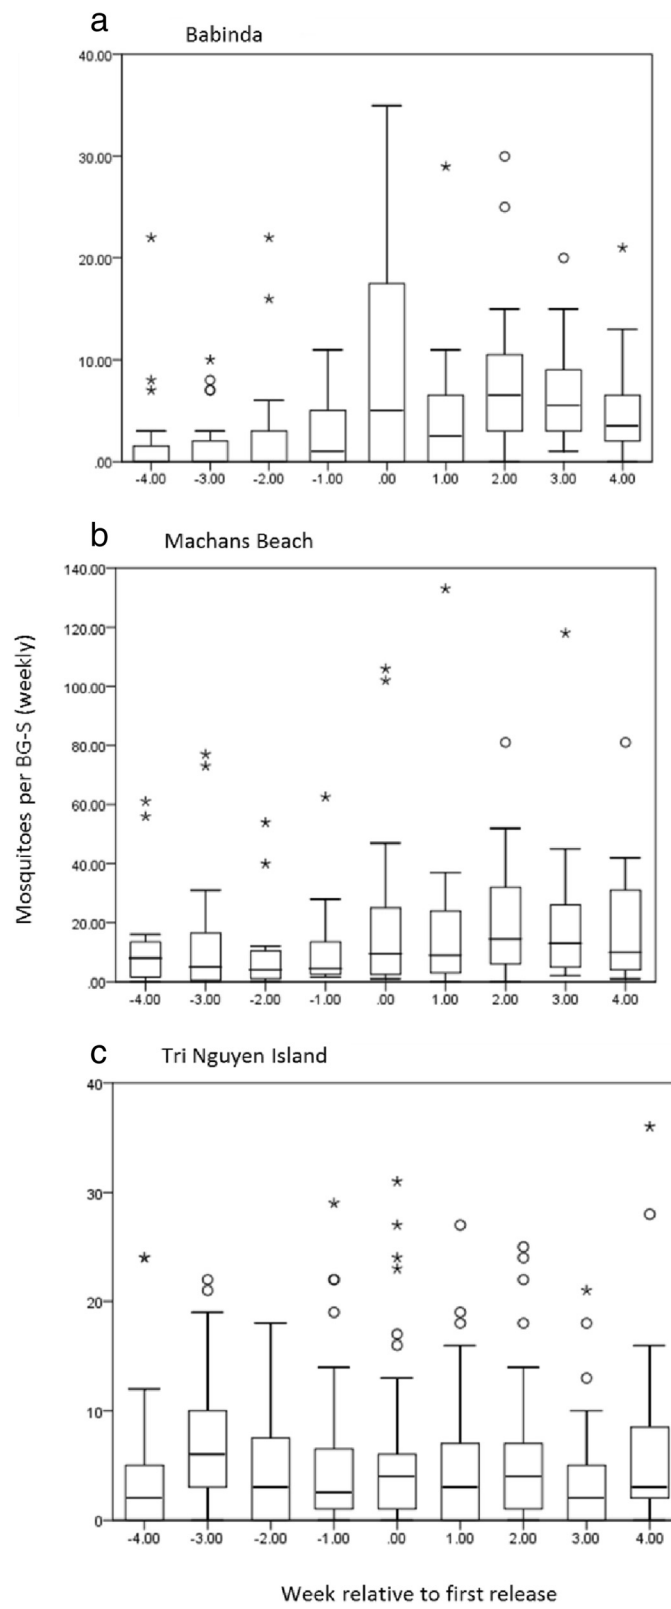 a
Babinda
40.00
30.00
20.00
10.00
.00
-4.00 -3.00 -2.00 -1.00 .00 1.00 2.00 3.00 4.00
b
Machans Beach
140.00
120.00
100.00
80.00
60.00
40.00
20.00
.00
-4.00 -3.00 -2.00 -1.00 .00 1.00 2.00 3.00 4.00
Mosquitoes per BG-S (weekly)
c
Tri Nguyen Island
40
30
20
10
0
-4.00 -3.00 -2.00 -1.00 .00 1.00 2.00 3.00 4.00
Week relative to first release